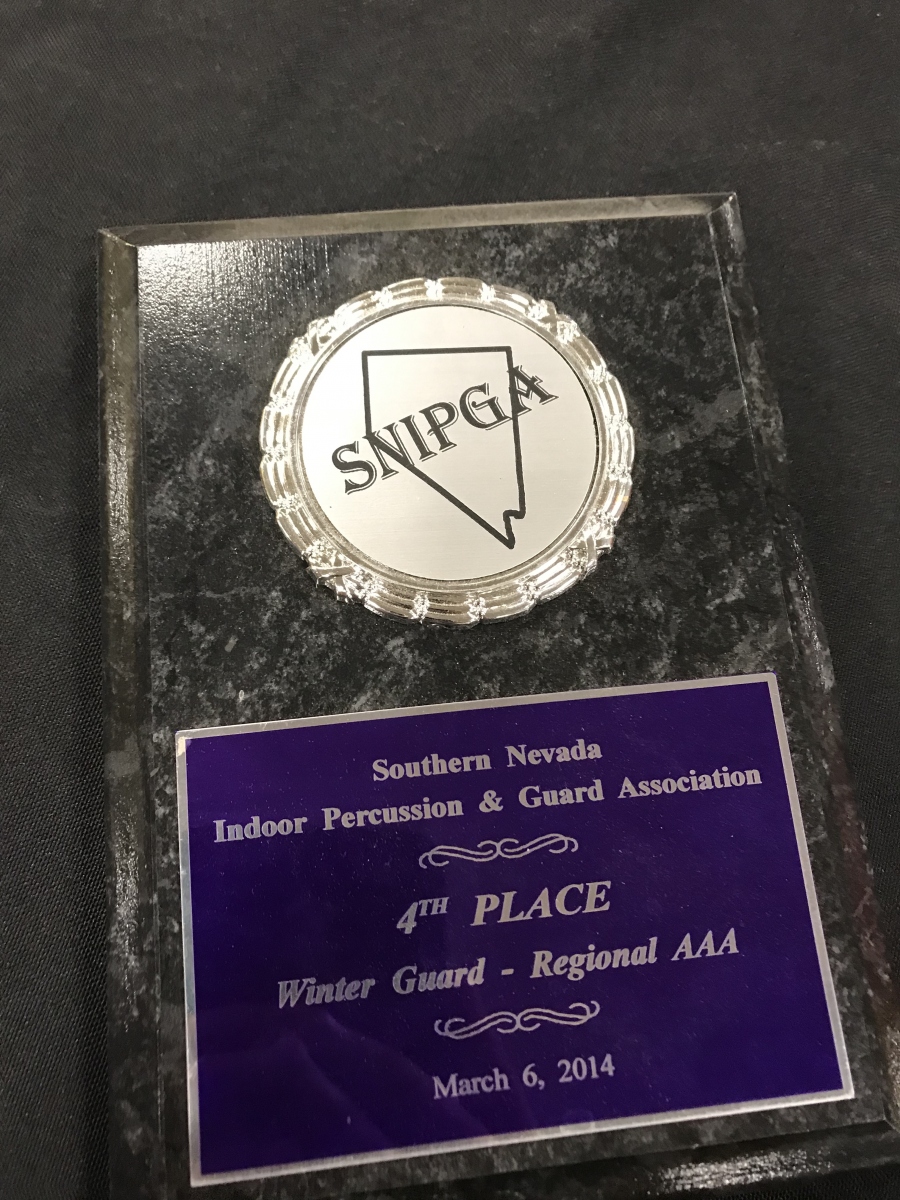 SNIPGA
Southern Nevada
Indoor Percussion & Guard Association
4TH PLACE
Winter Guard - Regional AAA
March 6, 2014